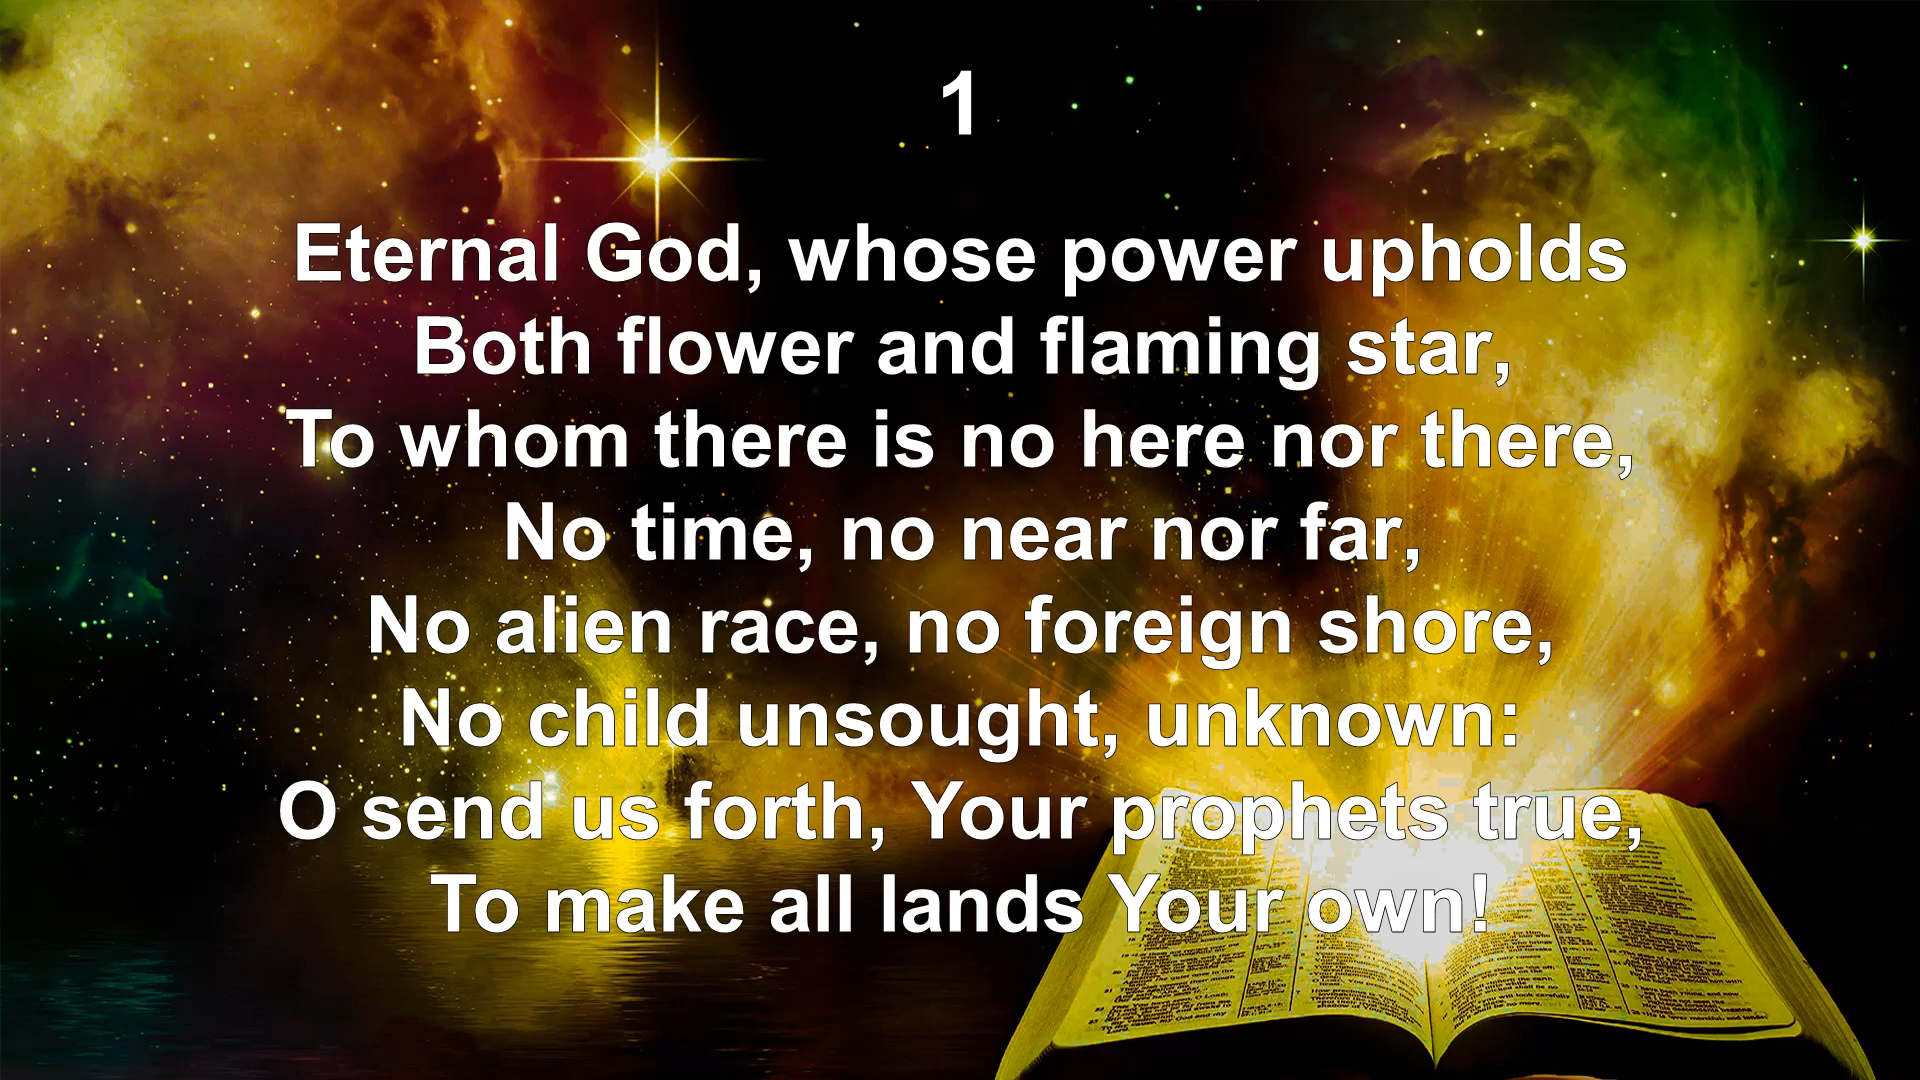 1
Eternal God, whose power upholds
Both flower and flaming star,
To whom there is no here nor there,
No time, no near nor far,
No alien race, no foreign shore,
No child unsought, unknown:
O send us forth, Your prophets true,
To make all lands Your own!